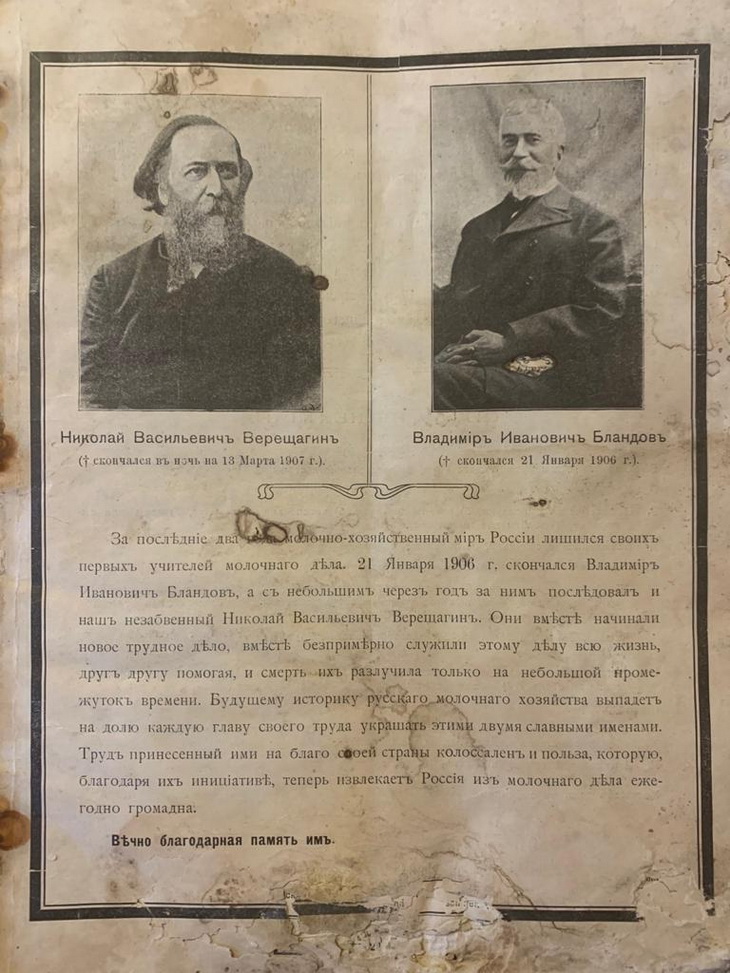 Николай Васильевичъ Верещагинъ
(† скончался въ ночь на 13 Марта 1907 г.).
Владиміръ Ивановичъ Бландовъ
(† скончался 21 Января 1906 г.).
За послѣдніе два молочно-хозяйственный міръ Россіи лишился своихъ
первыхъ учителей молочнаго дѣла. 21 Января 1906 г. скончался Владиміръ
Ивановичъ Бландовъ, а съ небольшимъ черезъ годъ за нимъ послѣдовалъ и
нашъ незабвенный Николай Васильевичъ Верещагин. Они вмѣстѣ начинали
новое трудное дѣло, вмѣстѣ безпримѣрно служили этому дѣлу всю жизнь,
другъ другу помогая, и смерть ихъ разлучила только на небольшой проме-
жутокъ времени. Будущему историку русскаго молочнаго хозяйства выпадетъ
на долю каждую главу своего труда украшать этими двумя славными именами.
Трудъ принесенный ими на благо своей страны колоссаленъ и польза, которую,
благодаря ихъ иниціативѣ, теперь извлекаетъ Россія изъ молочнаго дѣла еже-
годно громадна.
Вѣчно благодарная память имъ.